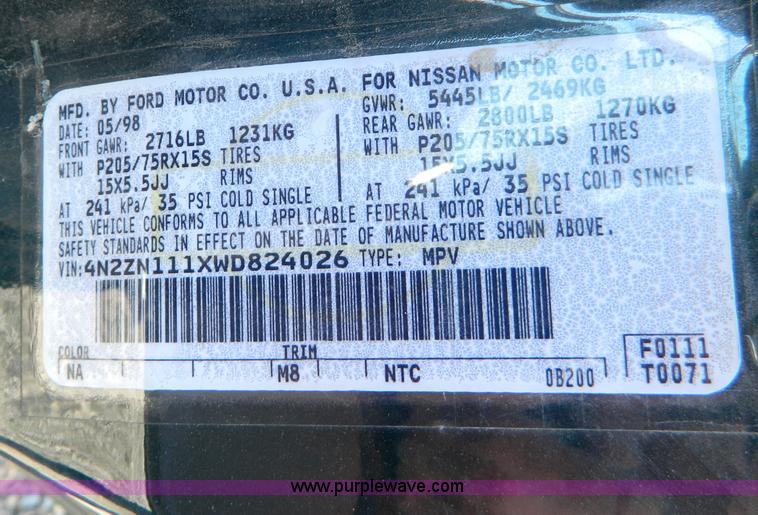 MFD. BY FORD MOTOR CO. U.S.A. FOR NISSAN MOTOR CO. LTD.
DATE: 05/98 GVWR: 5445LB/ 2469KG
FRONT GAWR: 2716LB 1231KG REAR GAWR: 2800LB 1270KG
WITH P205/75RX15S TIRES WITH P205/75RX15S TIRES
15X5.5JJ RIMS 15X5.5JJ RIMS
AT 241 kPa/ 35 PSI COLD SINGLE AT 241 kPa/ 35 PSI COLD SINGLE
THIS VEHICLE CONFORMS TO ALL APPLICABLE FEDERAL MOTOR VEHICLE
SAFETY STANDARDS IN EFFECT ON THE DATE OF MANUFACTURE SHOWN ABOVE.
VIN:4N2ZN111XWD824026 TYPE: MPV
COLOR TRIM F0111
NA M8 NTC 0B200 T0071
www.purplewave.com